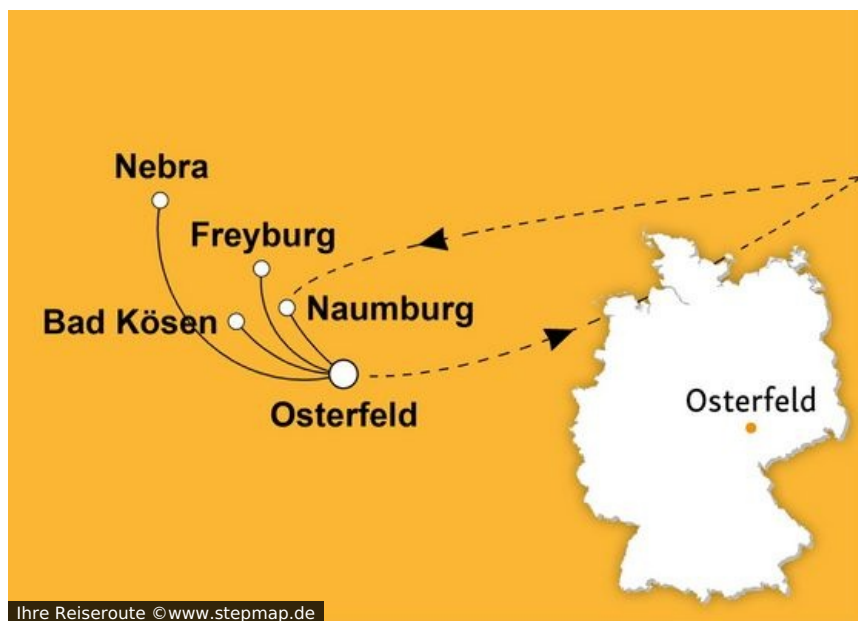 Nebra
Freyburg
Naumburg
Bad Kösen
Osterfeld
Osterfeld
Ihre Reiseroute ©www.stepmap.de